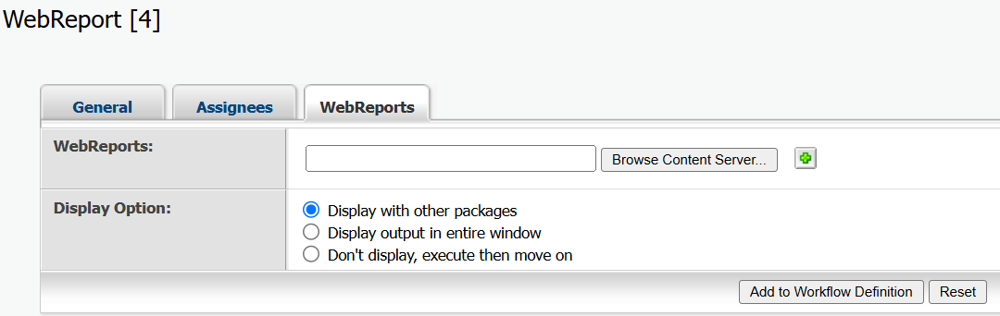 WebReport [4]
General Assignees WebReports
WebReports: Browse Content Server...
Display Option: Display with other packages
Display output in entire window
Don't display, execute then move on
Add to Workflow Definition Reset